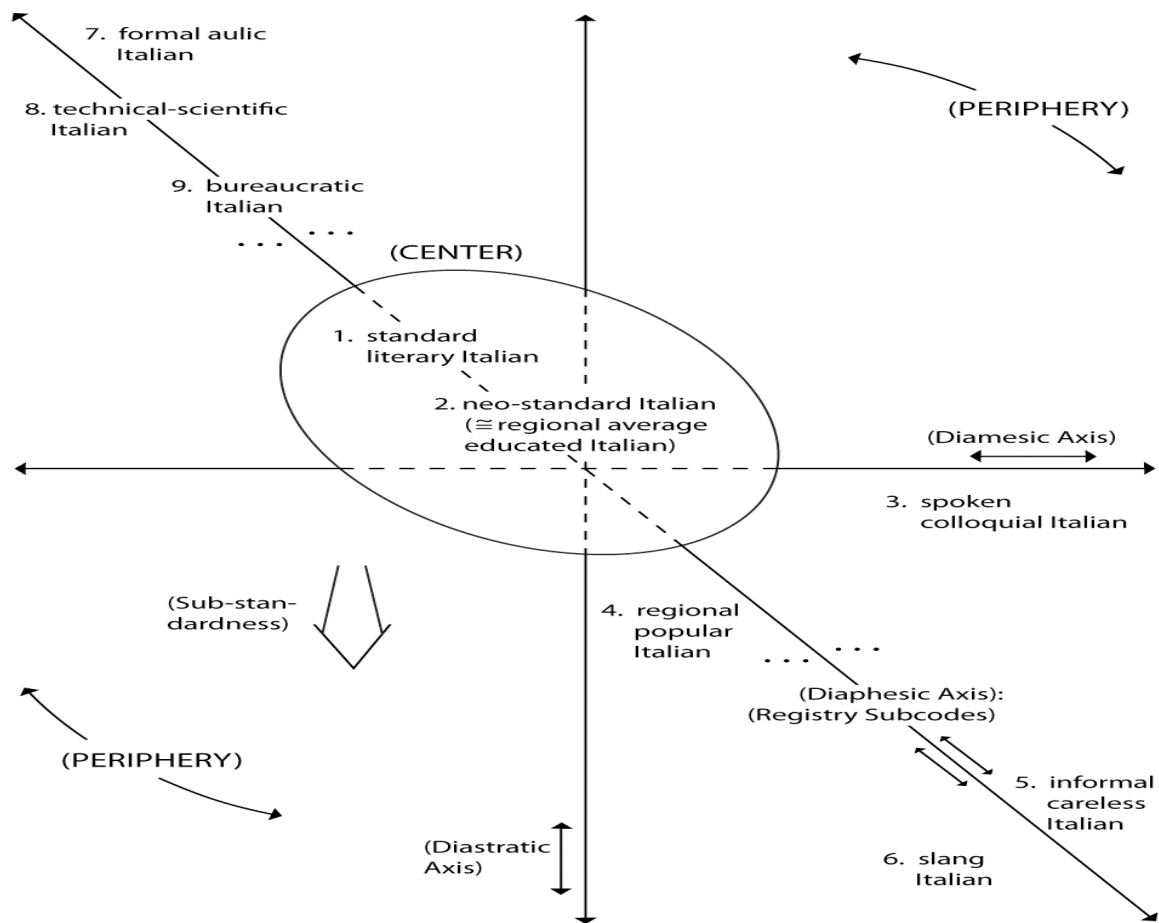 7. formal aulic
Italian
(PERIPHERY)
8. technical-scientific
Italian
9. bureaucratic
Italian
. . .
. . .
(CENTER)
1. standard
literary Italian
2. neo-standard Italian
(≅ regional average
educated Italian)
(Diamesic Axis)
3. spoken
colloquial Italian
(Sub-stan-
dardness)
4. regional
popular
Italian
. . .
. . .
(Diaphesic Axis):
(Registry Subcodes)
(PERIPHERY)
5. informal
careless
Italian
(Diastratic
Axis)
6. slang
Italian